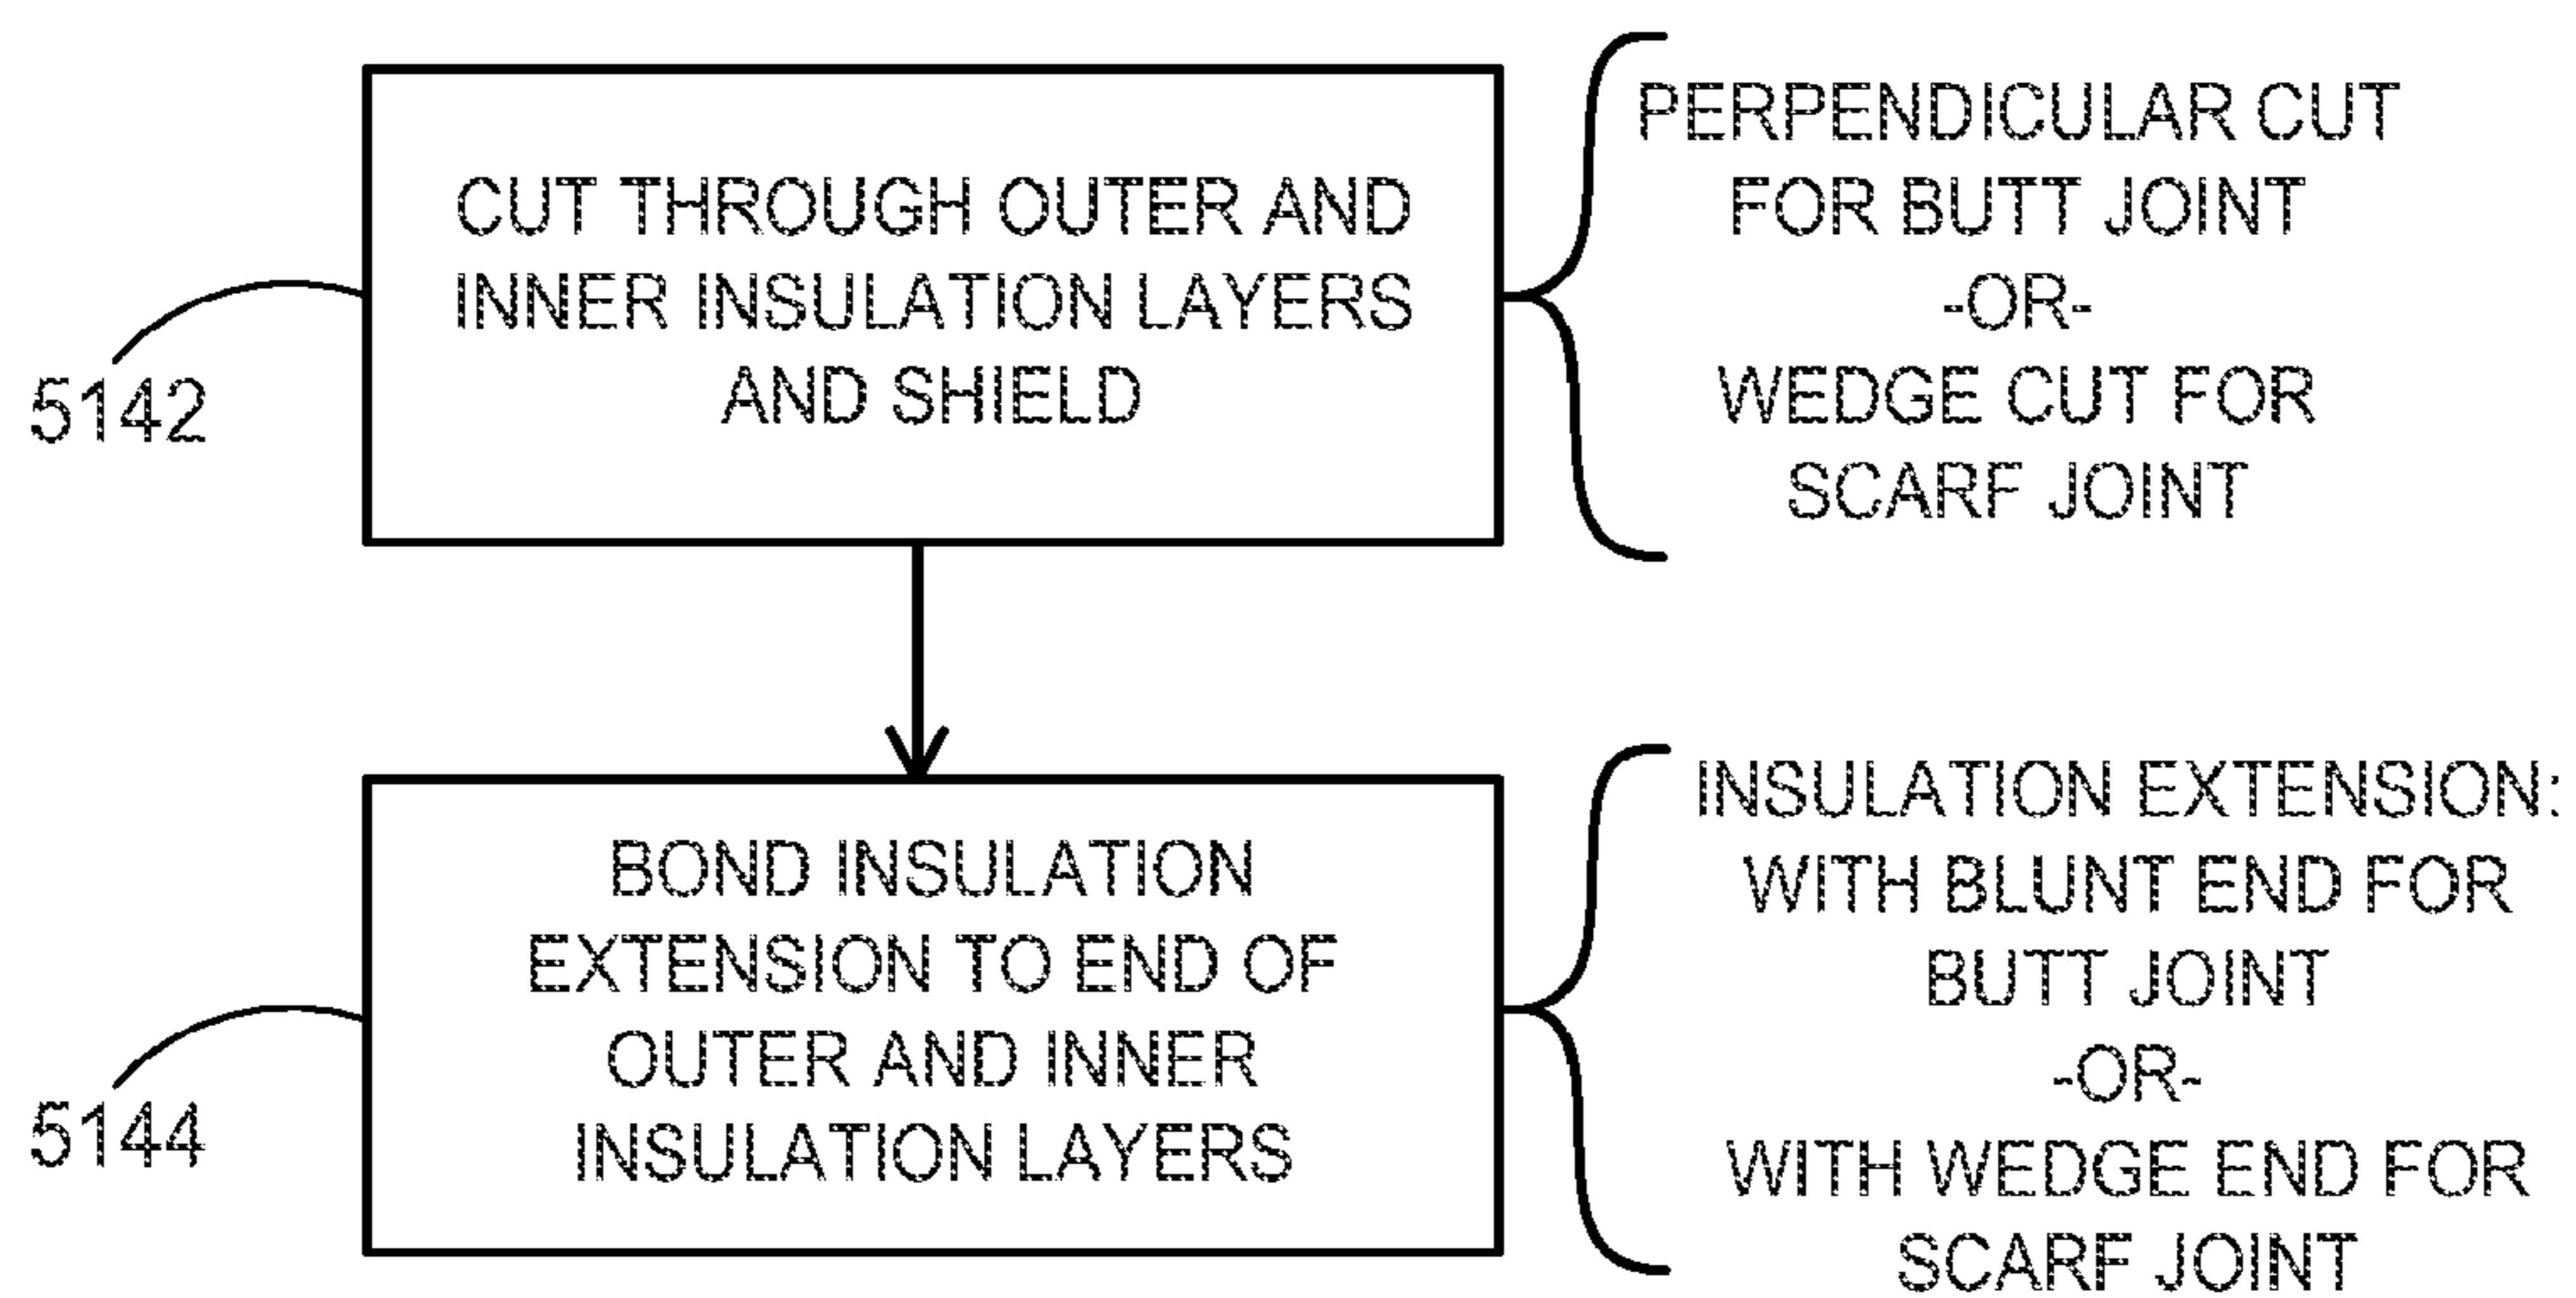 CUT THROUGH OUTER AND
INNER INSULATION LAYERS
AND SHIELD
5142
PERPENDICULAR CUT
FOR BUTT JOINT
-OR-
WEDGE CUT FOR
SCARF JOINT
BOND INSULATION
EXTENSION TO END OF
OUTER AND INNER
INSULATION LAYERS
5144
INSULATION EXTENSION:
WITH BLUNT END FOR
BUTT JOINT
-OR-
WITH WEDGE END FOR
SCARF JOINT